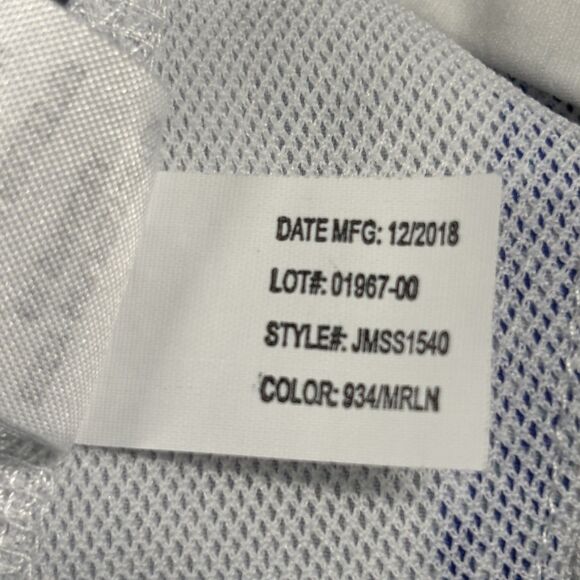 DATE MFG: 12/2018
LOT#: 01967-00
STYLE#: JMSS1540
COLOR: 934/MRLN